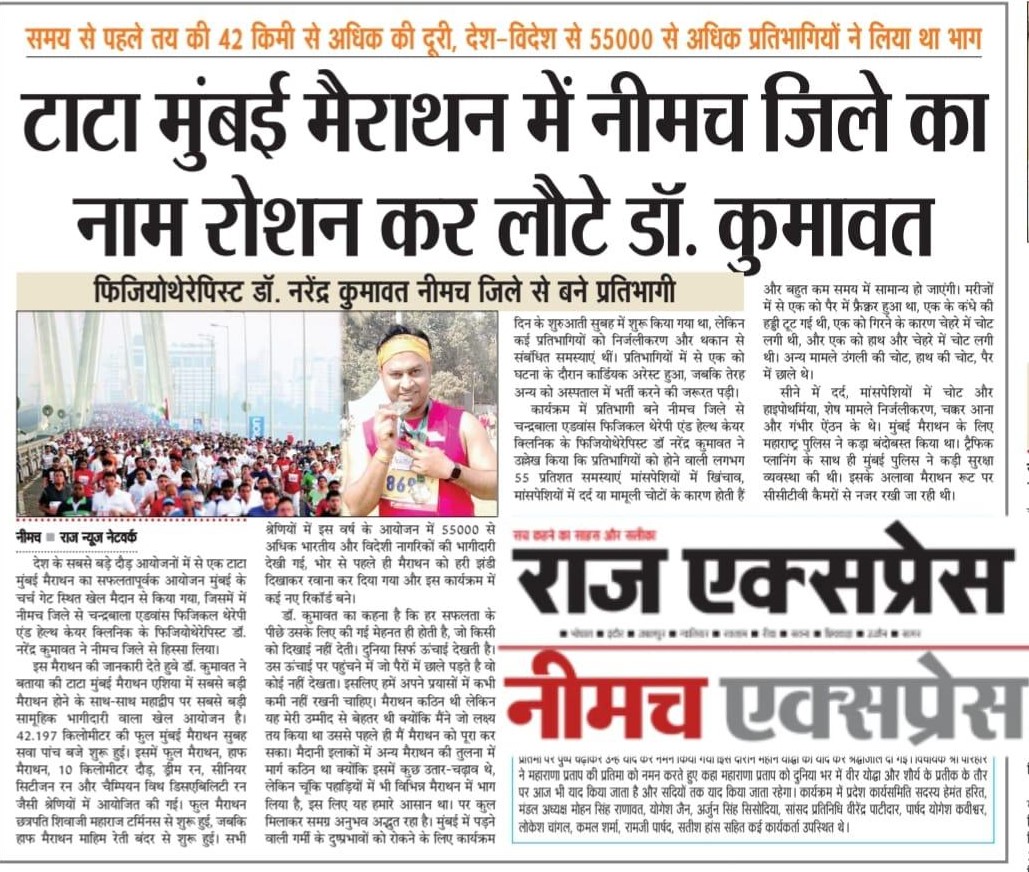 समय से पहले तय की 42 किमी से अधिक की दूरी, देश-विदेश से 55000 से अधिक प्रतिभागियों ने लिया था भाग
टाटा मुंबई मैराथन में नीमच जिले का
नाम रोशन कर लौटे डॉ. कुमावत
फिजियोथेरेपिस्ट डॉ. नरेंद्र कुमावत नीमच जिले से बने प्रतिभागी
नीमच ■ राज न्यूज नेटवर्क
देश के सबसे बड़े दौड़ आयोजनों में से एक टाटा
मुंबई मैराथन का सफलतापूर्वक आयोजन मुंबई के
चर्च गेट स्थित खेल मैदान से किया गया, जिसमें में
नीमच जिले से चन्द्रबाला एडवांस फिजिकल थेरेपी
एंड हेल्थ केयर क्लिनिक के फिजियोथेरेपिस्ट डॉ.
नरेंद्र कुमावत ने नीमच जिले से हिस्सा लिया।
इस मैराथन की जानकारी देते हुवे डॉ. कुमावत ने
बताया की टाटा मुंबई मैराथन एशिया में सबसे बड़ी
मैराथन होने के साथ-साथ महाद्वीप पर सबसे बड़ी
सामूहिक भागीदारी वाला खेल आयोजन है।
42.197 किलोमीटर की फुल मुंबई मैराथन सुबह
सवा पांच बजे शुरू हुई। इसमें फुल मैराथन, हाफ
मैराथन, 10 किलोमीटर दौड़, ड्रीम रन, सीनियर
सिटीजन रन और चैम्पियन विथ डिसएबिलिटी रन
जैसी श्रेणियों में आयोजित की गई। फुल मैराथन
छत्रपति शिवाजी महाराज टर्मिनस से शुरू हुई, जबकि
हाफ मैराथन माहिम रेती बंदर से शुरू हुई। सभी
श्रेणियों में इस वर्ष के आयोजन में 55000 से
अधिक भारतीय और विदेशी नागरिकों की भागीदारी
देखी गई, भोर से पहले ही मैराथन को हरी झंडी
दिखाकर रवाना कर दिया गया और इस कार्यक्रम में
कई नए रिकॉर्ड बने।
डॉ. कुमावत का कहना है कि हर सफलता के
पीछे उसके लिए की गई मेहनत ही होती है, जो किसी
को दिखाई नहीं देती। दुनिया सिर्फ ऊंचाई देखती है।
उस ऊंचाई पर पहुंचने में जो पैरों में छाले पड़ते है वो
कोई नहीं देखता। इसलिए हमें अपने प्रयासों में कभी
कमी नहीं रखनी चाहिए। मैराथन कठिन थी लेकिन
यह मेरी उम्मीद से बेहतर थी क्योंकि मैंने जो लक्ष्य
तय किया था उससे पहले ही मैं मैराथन को पूरा कर
सका। मैदानी इलाकों में अन्य मैराथन की तुलना में
मार्ग कठिन था क्योंकि इसमें कुछ उतार-चढ़ाव थे,
लेकिन चूंकि पहाड़ियों में भी विभिन्न मैराथन में भाग
लिया है, इस लिए यह हमारे आसान था। पर कुल
मिलाकर समग्र अनुभव अद्भुत रहा है। मुंबई में पड़ने
वाली गर्मी के दुष्प्रभावों को रोकने के लिए कार्यक्रम
दिन के शुरुआती सुबह में शुरू किया गया था, लेकिन
कई प्रतिभागियों को निर्जलीकरण और थकान से
संबंधित समस्याएं थीं। प्रतिभागियों में से एक को
घटना के दौरान कार्डियक अरेस्ट हुआ, जबकि तेरह
अन्य को अस्पताल में भर्ती करने की जरूरत पड़ी।
कार्यक्रम में प्रतिभागी बने नीमच जिले से
चन्द्रबाला एडवांस फिजिकल थेरेपी एंड हेल्थ केयर
क्लिनिक के फिजियोथेरेपिस्ट डॉ नरेंद्र कुमावत ने
उल्लेख किया कि प्रतिभागियों को होने वाली लगभग
55 प्रतिशत समस्याएं मांसपेशियों में खिंचाव,
मांसपेशियों में दर्द या मामूली चोटों के कारण होती हैं
और बहुत कम समय में सामान्य हो जाएंगी। मरीजों
में से एक को पैर में फ्रैक्चर हुआ था, एक के कंधे की
हड्डी टूट गई थी, एक को गिरने के कारण चेहरे में चोट
लगी थी, और एक को हाथ और चेहरे में चोट लगी
थी। अन्य मामले उंगली की चोट, हाथ की चोट, पैर
में छाले थे।
सीने में दर्द, मांसपेशियों में चोट और
हाइपोथर्मिया, शेष मामले निर्जलीकरण, चक्कर आना
और गंभीर ऐंठन के थे। मुंबई मैराथन के लिए
महाराष्ट्र पुलिस ने कड़ा बंदोबस्त किया था। ट्रैफिक
प्लानिंग के साथ ही मुंबई पुलिस ने कड़ी सुरक्षा
व्यवस्था की थी। इसके अलावा मैराथन रूट पर
सीसीटीवी कैमरों से नजर रखी जा रही थी।
सच कहने का साहस और सलीका
राज एक्सप्रेस
नीमच एक्सप्रेस
ने महाराणा प्रताप की प्रतिमा को नमन करते हुए कहा महाराणा प्रताप को दुनिया भर में वीर योद्धा और शौर्य के प्रतीक के तौर
पर आज भी याद किया जाता है और सदियों तक याद किया जाता रहेगा। कार्यक्रम में प्रदेश कार्यसमिति सदस्य हेमंत हरित,
मंडल अध्यक्ष मोहन सिंह राणावत, योगेश जैन, अर्जुन सिंह सिसोदिया, सांसद प्रतिनिधि वीरेंद्र पाटीदार, पार्षद योगेश कवीश्वर,
लोकेश चांगल, कमल शर्मा, रामजी पार्षद, सतीश हांस सहित कई कार्यकर्ता उपस्थित थे।